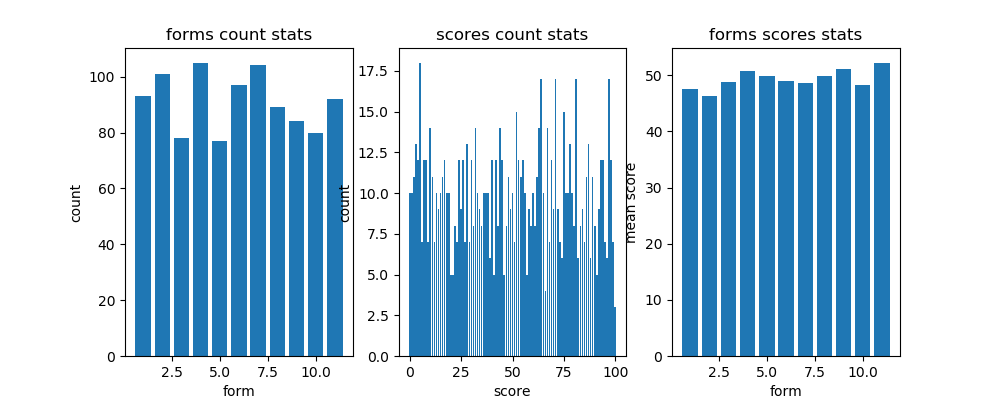 forms count stats
count
100
80
60
40
20
0
2.5 5.0 7.5 10.0
form
scores count stats
count
17.5
15.0
12.5
10.0
7.5
5.0
2.5
0.0
0 25 50 75 100
score
forms scores stats
mean score
50
40
30
20
10
0
2.5 5.0 7.5 10.0
form